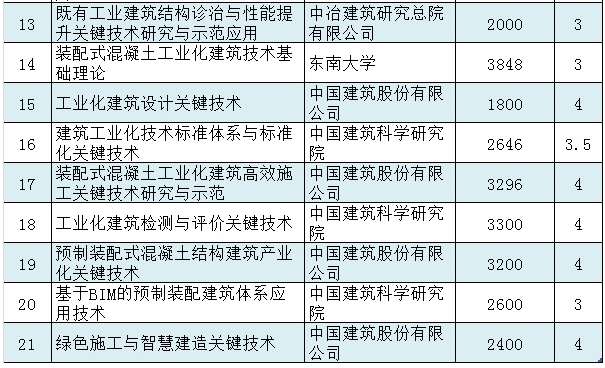 13 既有工业建筑结构诊治与性能提升关键技术研究与示范应用 中冶建筑研究总院有限公司 2000 3
14 装配式混凝土工业化建筑技术基础理论 东南大学 3848 3
15 工业化建筑设计关键技术 中国建筑股份有限公司 1800 4
16 建筑工业化技术标准体系与标准化关键技术 中国建筑科学研究院 2646 3.5
17 装配式混凝土工业化建筑高效施工关键技术研究与示范 中国建筑股份有限公司 3296 4
18 工业化建筑检测与评价关键技术 中国建筑科学研究院 3300 4
19 预制装配式混凝土结构建筑产业化关键技术 中国建筑股份有限公司 3200 4
20 基于BIM的预制装配建筑体系应用技术 中国建筑科学研究院 2600 3
21 绿色施工与智慧建造关键技术 中国建筑股份有限公司 2400 4